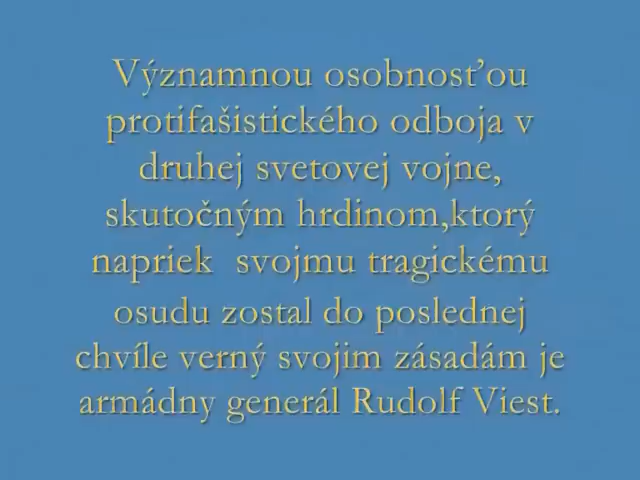 Významnou osobnosťou
protifašistického odboja v
druhej svetovej vojne,
skutočným hrdinom,ktorý
napriek  svojmu tragickému
osudu zostal do poslednej
chvíle verný svojim zásadám je
armádny generál Rudolf Viest.